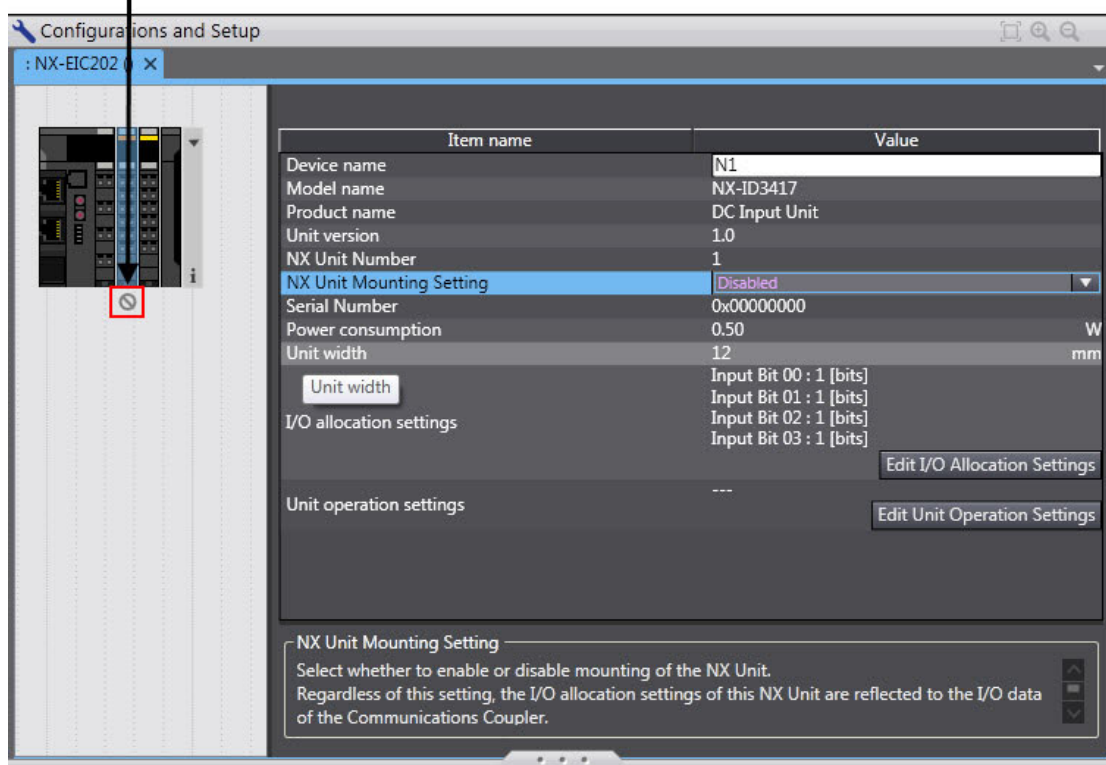 Configurations and Setup
: NX-EIC202 ()
Item name Value
Device name N1
Model name NX-ID3417
Product name DC Input Unit
Unit version 1.0
NX Unit Number 1
NX Unit Mounting Setting Disabled
Serial Number 0x00000000
Power consumption 0.50 W
Unit width 12 mm
Unit width
I/O allocation settings
Input Bit 00 : 1 [bits]
Input Bit 01 : 1 [bits]
Input Bit 02 : 1 [bits]
Input Bit 03 : 1 [bits]
Edit I/O Allocation Settings
Unit operation settings ---
Edit Unit Operation Settings
NX Unit Mounting Setting
Select whether to enable or disable mounting of the NX Unit.
Regardless of this setting, the I/O allocation settings of this NX Unit are reflected to the I/O data
of the Communications Coupler.